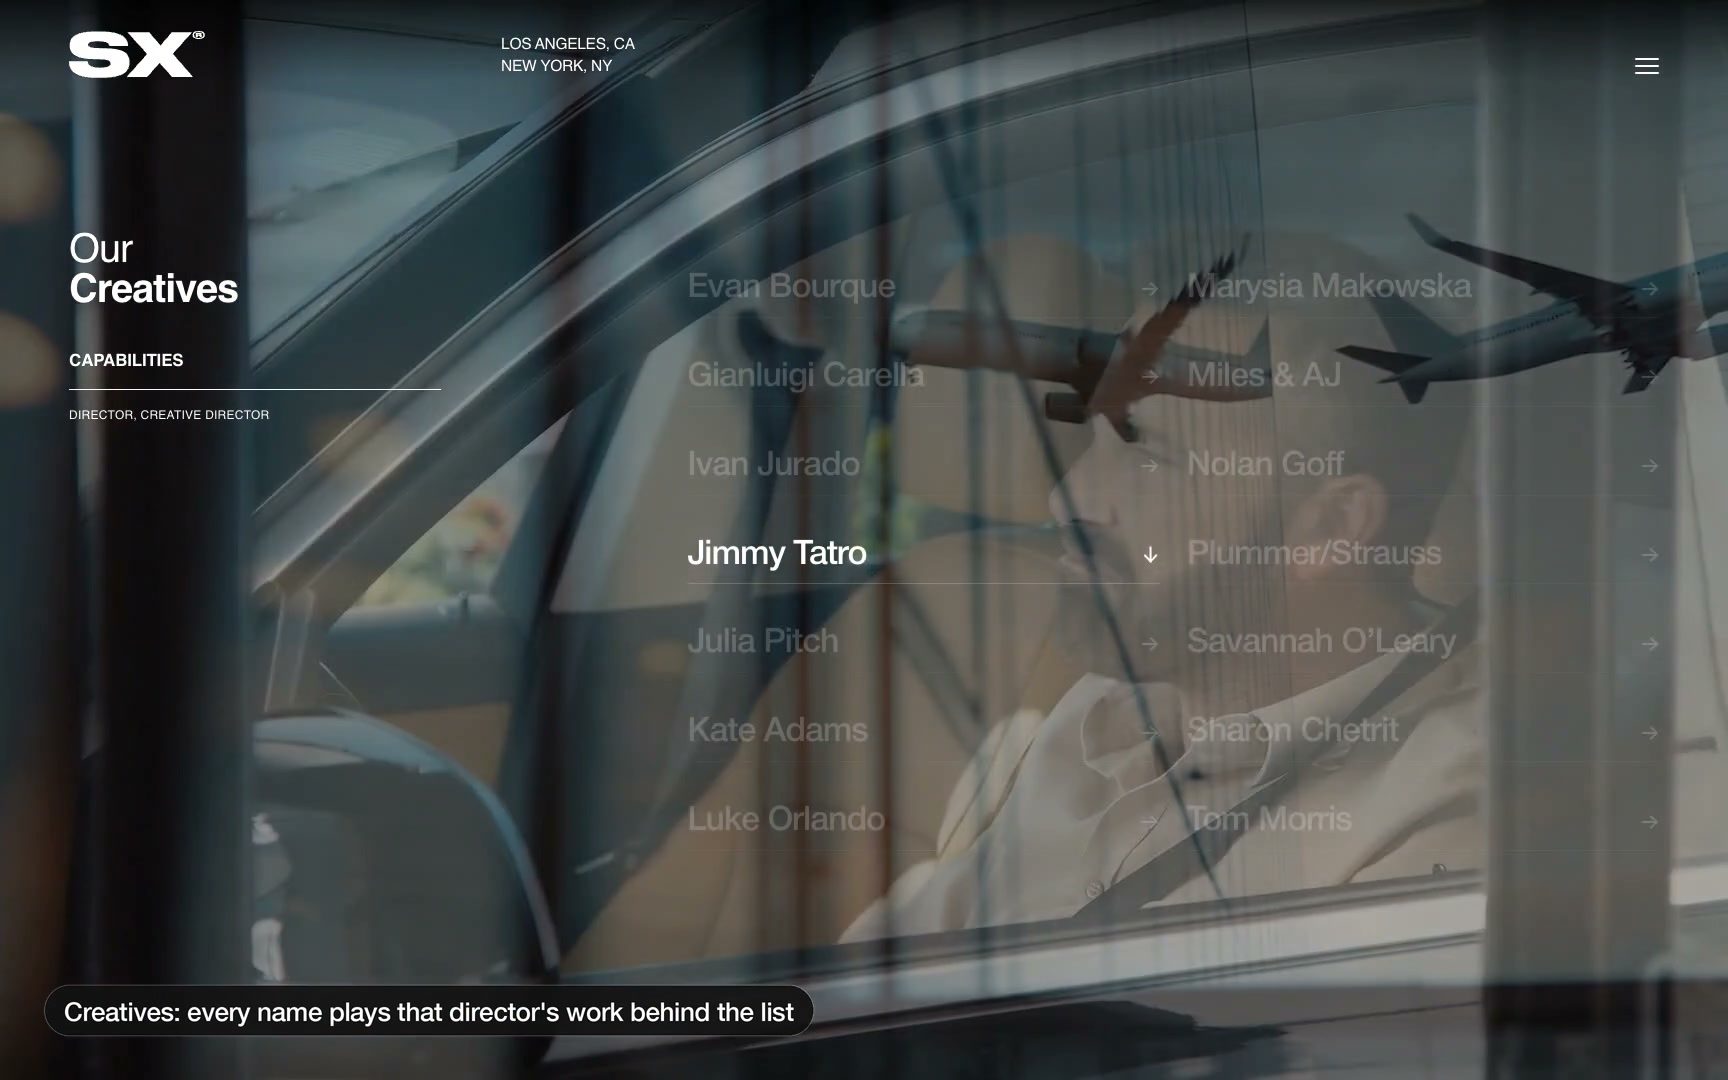 SX®
LOS ANGELES, CA
NEW YORK, NY
Our
Creatives
CAPABILITIES
DIRECTOR, CREATIVE DIRECTOR
Evan Bourque
Gianluigi Carella
Ivan Jurado
Jimmy Tatro
Julia Pitch
Kate Adams
Luke Orlando
Marysia Makowska
Miles & AJ
Nolan Goff
Plummer/Strauss
Savannah O’Leary
Sharon Chetrit
Tom Morris
Creatives: every name plays that director's work behind the list